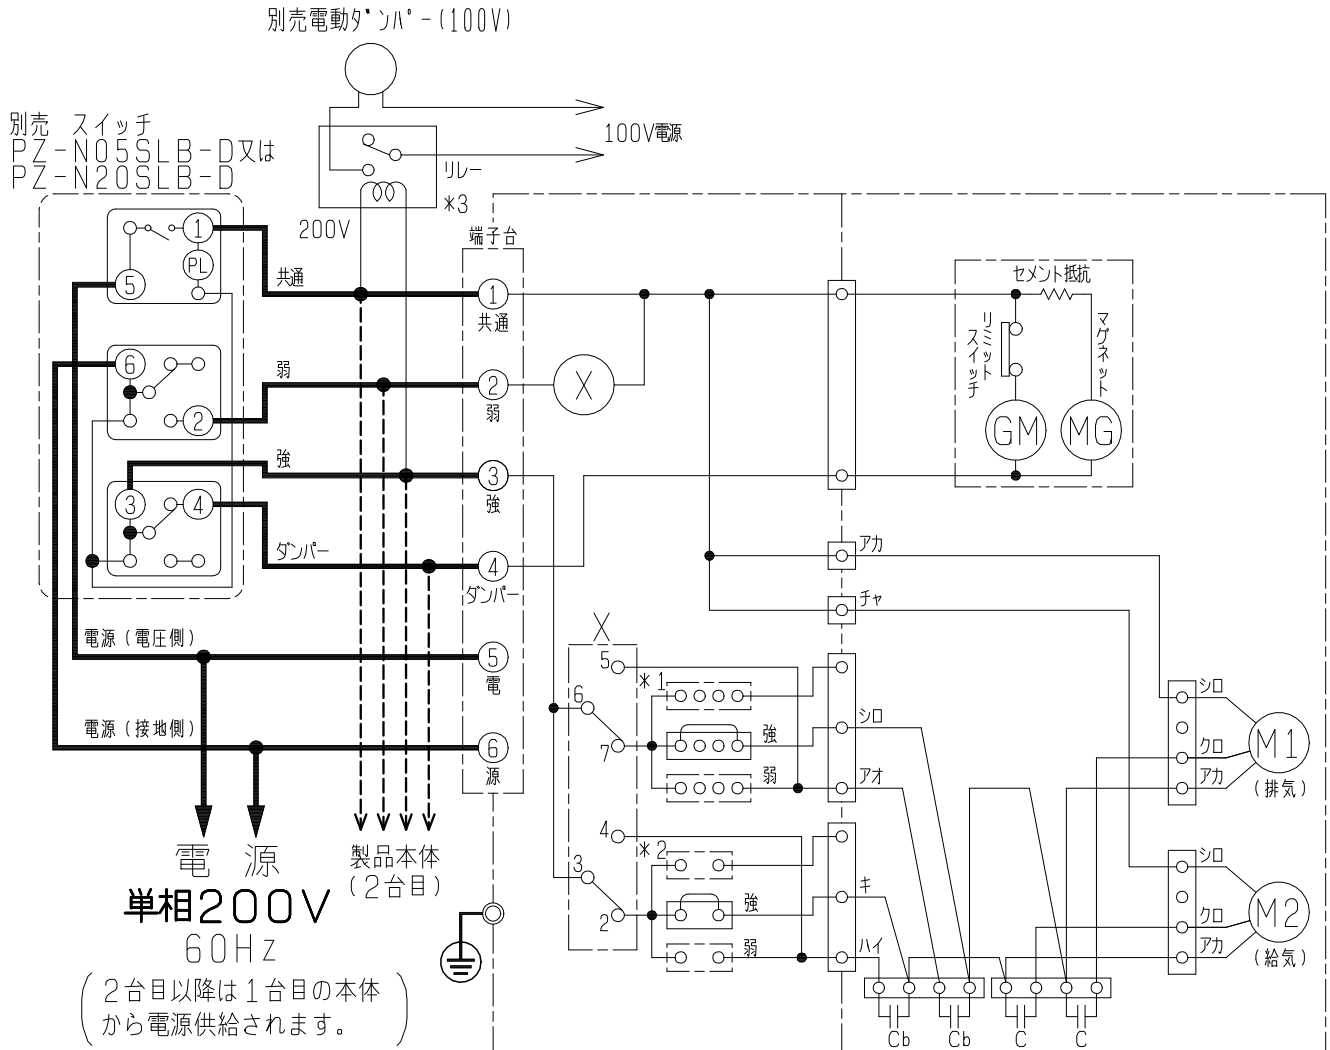 別売電動ダンパー(100V)
100V電源
別売 スイッチ
PZ-N05SLB-D又は
PZ-N20SLB-D
リレー
*3
200V
端子台
1
PL
5
共通
1
共通
6
2
弱
2
弱
X
3
4
強
3
強
ダンパー
4
ダンパー
電源(電圧側)
5
電
電源(接地側)
6
源
セメント抵抗
リミット
スイッチ
マグネット
GM
MG
アカ
チャ
X
5
*1
6
7
強
弱
シロ
アオ
4
*2
3
2
強
弱
キ
ハイ
シロ
クロ
アカ
M1
(排気)
シロ
クロ
アカ
M2
(給気)
Cb
Cb
C
C
電 源
単相200V
60Hz
(2台目以降は1台目の本体
から電源供給されます。)
製品本体
(2台目)